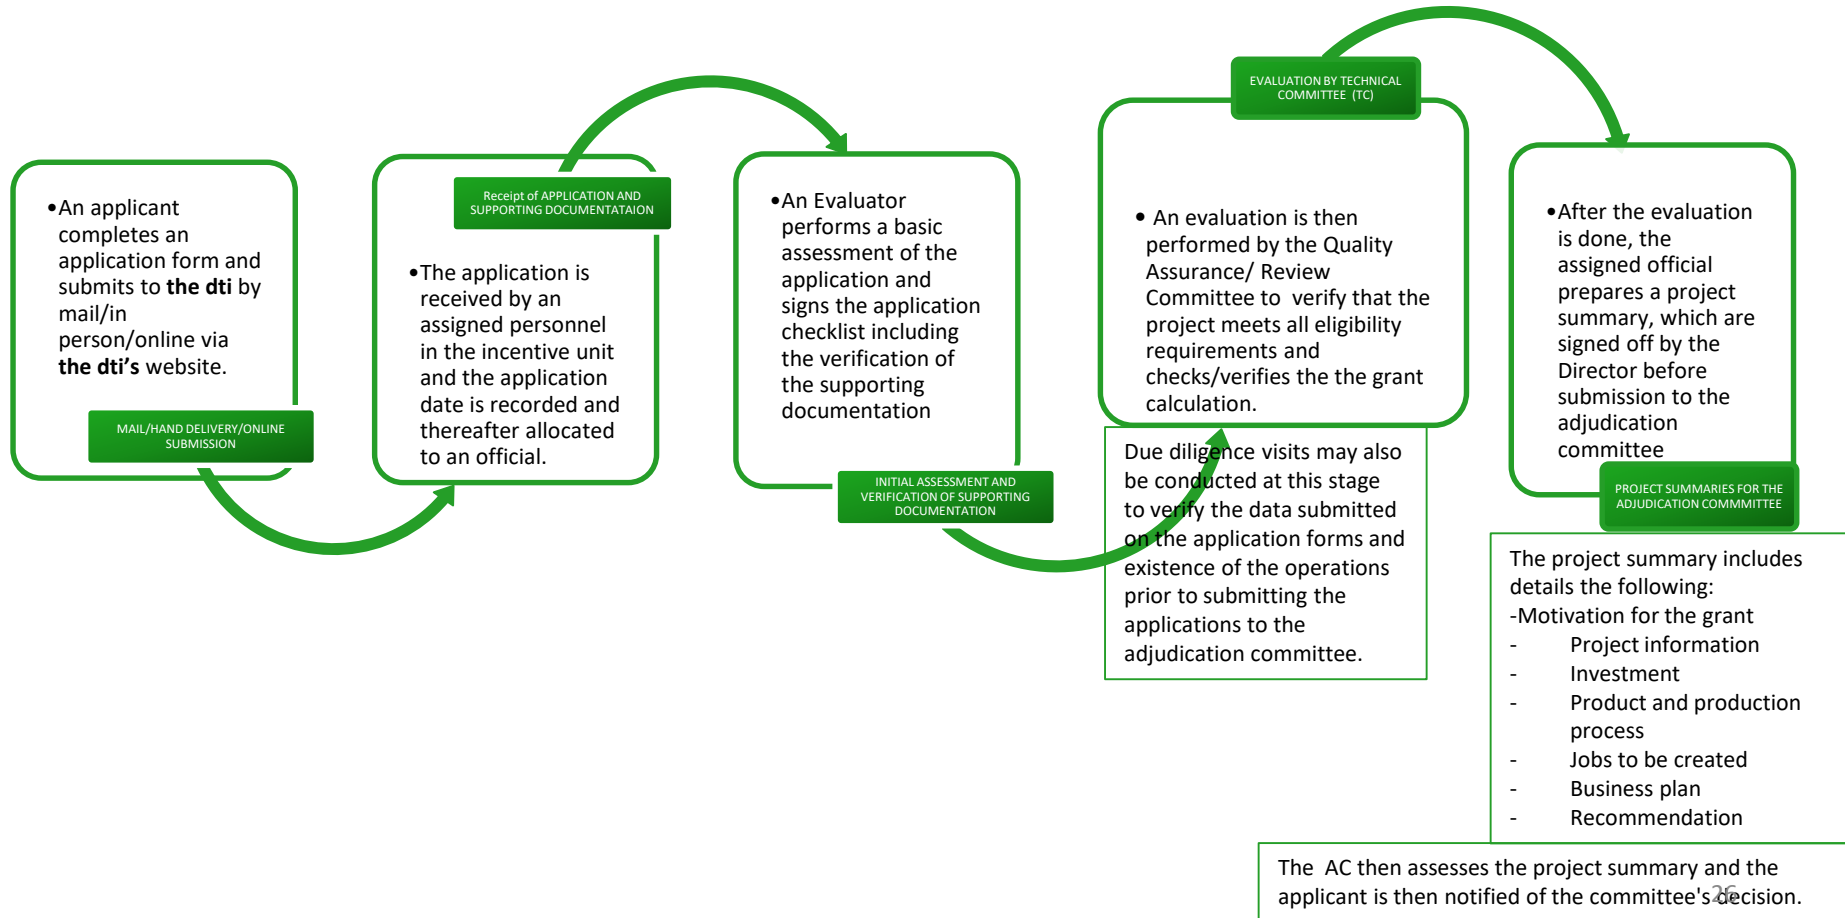 •An applicant
completes an
application form and
submits to the dti by
mail/in
person/online via
the dti’s website.
MAIL/HAND DELIVERY/ONLINE
SUBMISSION
Receipt of APPLICATION AND
SUPPORTING DOCUMENTATAION
•The application is
received by an
assigned personnel
in the incentive unit
and the application
date is recorded and
thereafter allocated
to an official.
•An Evaluator
performs a basic
assessment of the
application and
signs the application
checklist including
the verification of
the supporting
documentation
INITIAL ASSESSMENT AND
VERIFICATION OF SUPPORTING
DOCUMENTATION
EVALUATION BY TECHNICAL
COMMITTEE (TC)
• An evaluation is then
performed by the Quality
Assurance/ Review
Committee to verify that the
project meets all eligibility
requirements and
checks/verifies the the grant
calculation.
Due diligence visits may also
be conducted at this stage
to verify the data submitted
on the application forms and
existence of the operations
prior to submitting the
applications to the
adjudication committee.
•After the evaluation
is done, the
assigned official
prepares a project
summary, which are
signed off by the
Director before
submission to the
adjudication
committee
PROJECT SUMMARIES FOR THE
ADJUDICATION COMMMITTEE
The project summary includes
details the following:
-Motivation for the grant
- Project information
- Investment
- Product and production
process
- Jobs to be created
- Business plan
- Recommendation
The AC then assesses the project summary and the
applicant is then notified of the committee's decision.
26